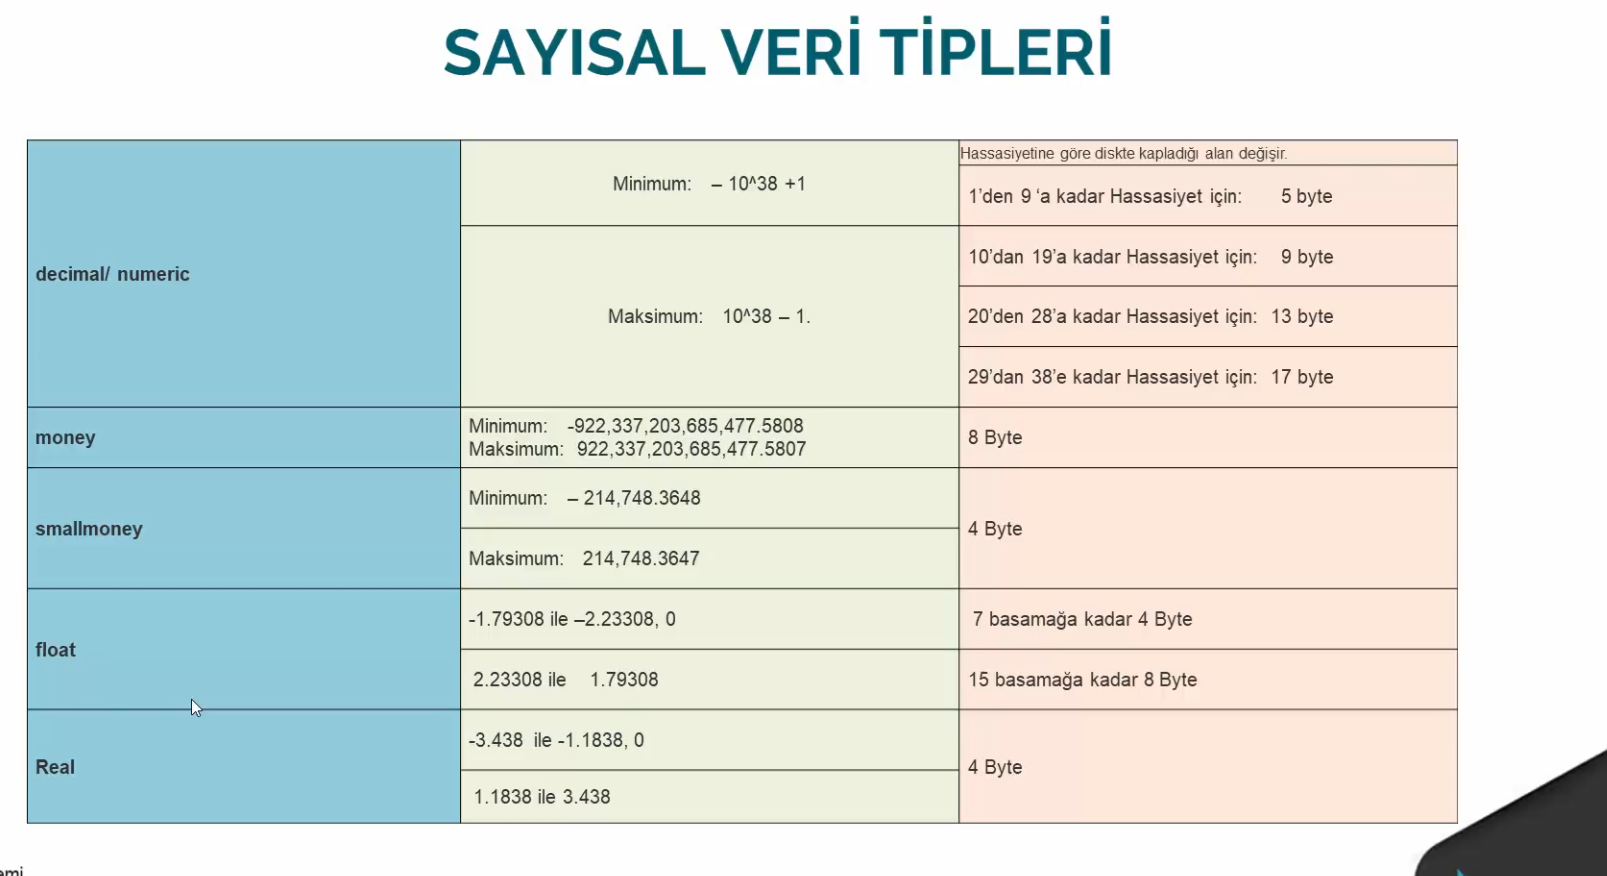 SAYISAL VERİ TİPLERİ
decimal/ numeric
Minimum: – 10^38 +1
Maksimum: 10^38 – 1.
Hassasiyetine göre diskte kapladığı alan değişir.
1’den 9 ‘a kadar Hassasiyet için: 5 byte
10’dan 19’a kadar Hassasiyet için: 9 byte
20’den 28’a kadar Hassasiyet için: 13 byte
29’dan 38’e kadar Hassasiyet için: 17 byte
money
Minimum: -922,337,203,685,477.5808
Maksimum: 922,337,203,685,477.5807
8 Byte
smallmoney
Minimum: – 214,748.3648
Maksimum: 214,748.3647
4 Byte
float
-1.79308 ile –2.23308, 0
2.23308 ile 1.79308
7 basamağa kadar 4 Byte
15 basamağa kadar 8 Byte
Real
-3.438 ile -1.1838, 0
1.1838 ile 3.438
4 Byte